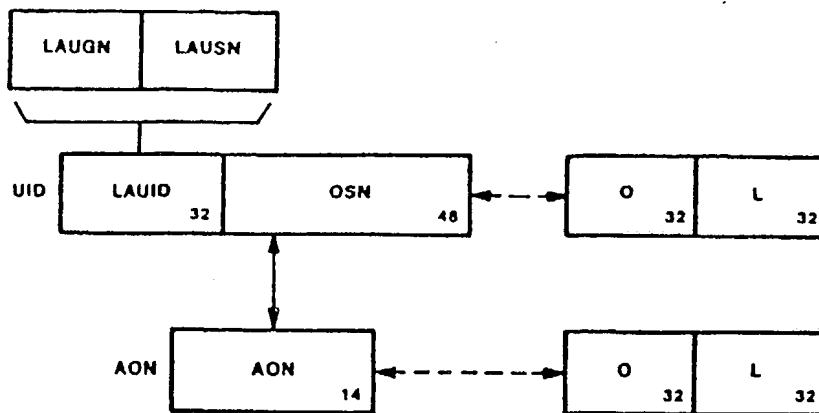 LAUGN LAUSN
UID LAUID 32 OSN 48 O 32 L 32
AON AON 14 O 32 L 32